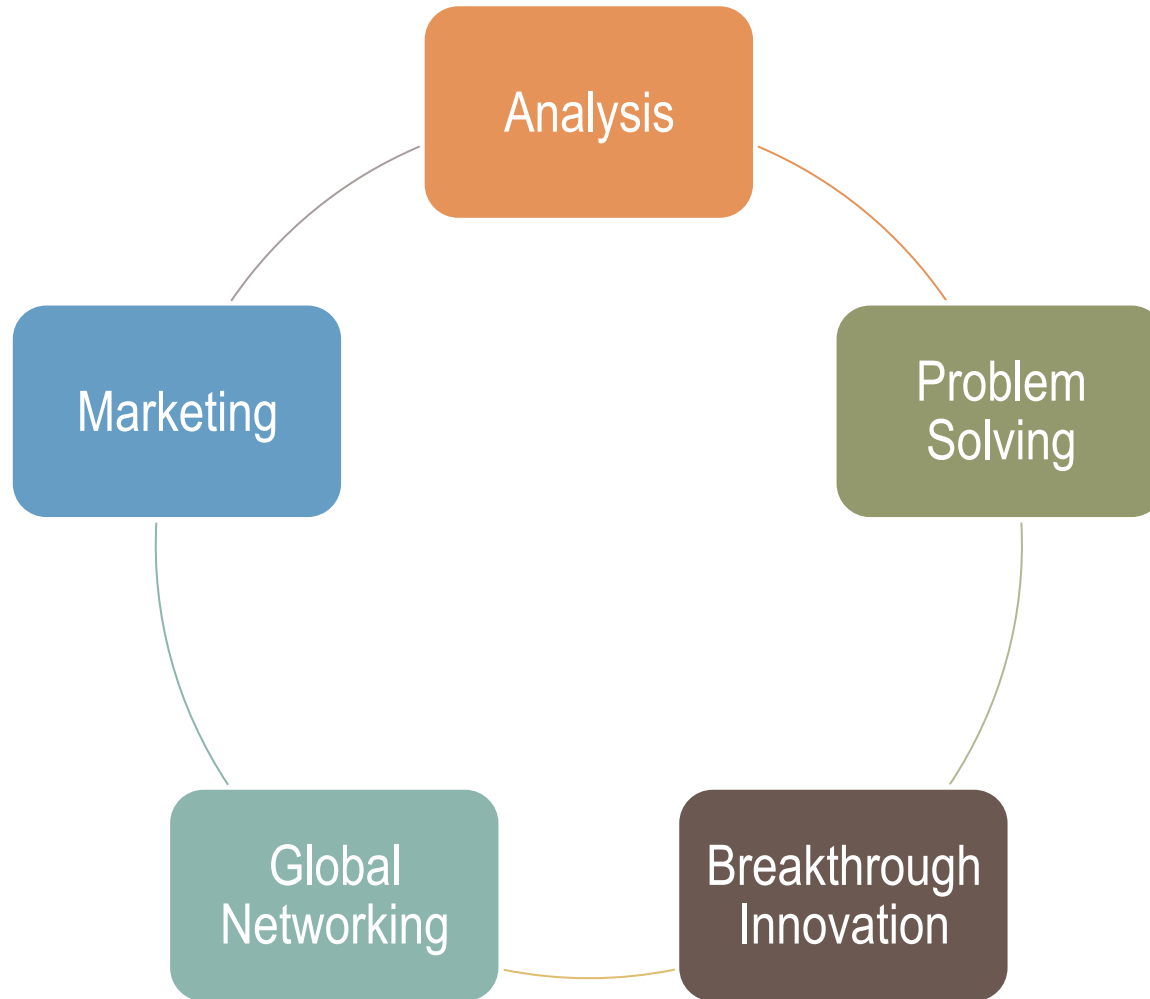 Analysis
Problem
Solving
Breakthrough
Innovation
Global
Networking
Marketing